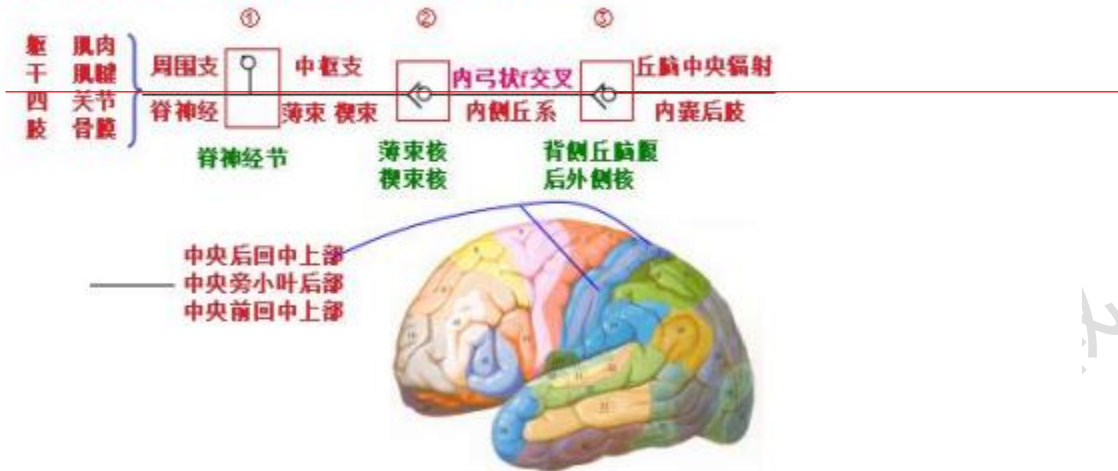 ① ② ③
躯 肌肉
干 肌腱
四 关节
肢 骨膜
周围支 中枢支 内弓状f交叉 丘脑中央辐射
脊神经 薄束 楔束 内侧丘系 内囊后肢
脊神经节
薄束核
楔束核
背侧丘脑腹
后外侧核
中央后回中上部
中央旁小叶后部
中央前回中上部